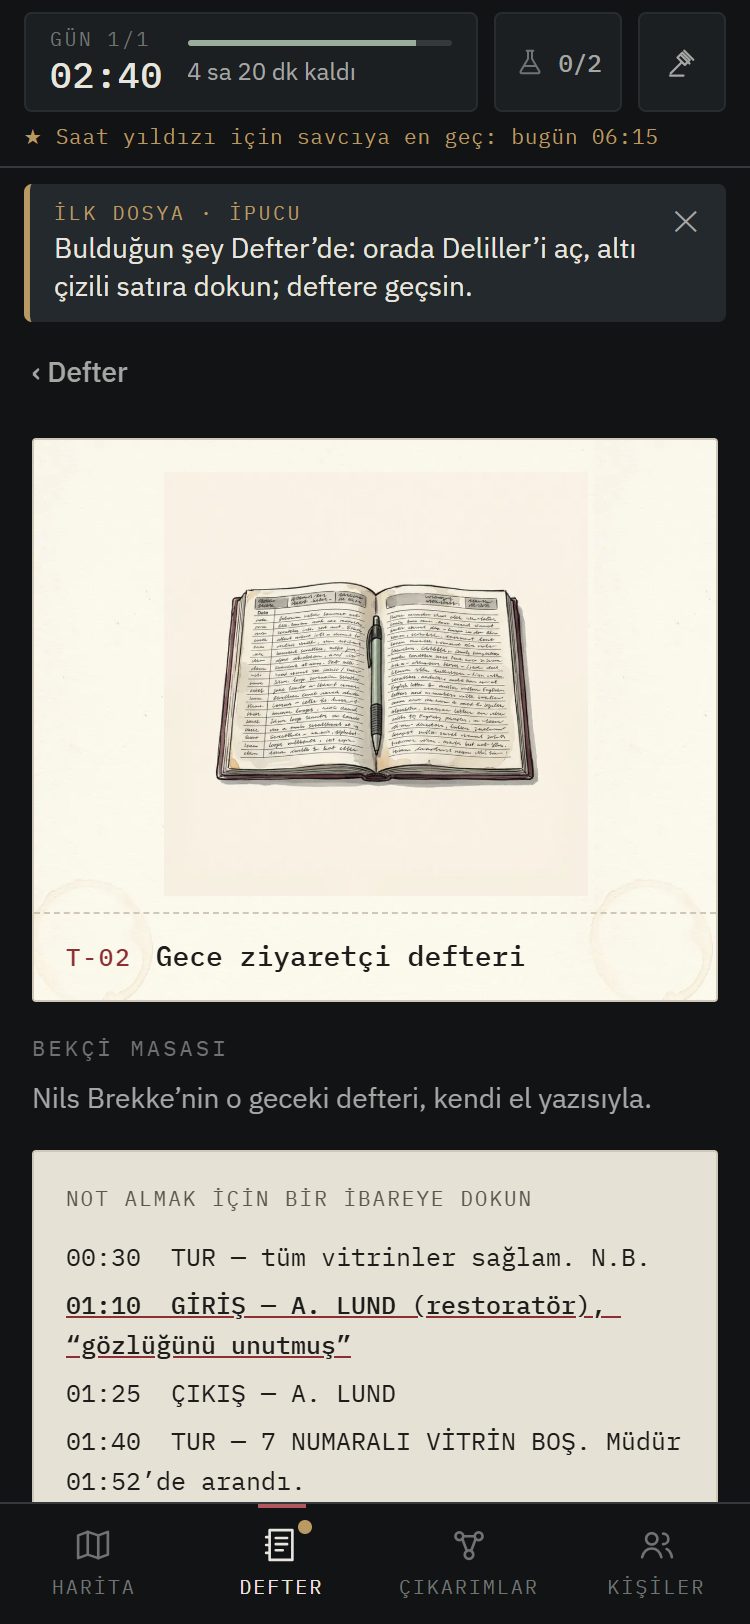 GÜN 1/1
02:40
4 sa 20 dk kaldı
0/2
★ Saat yıldızı için savcıya en geç: bugün 06:15
İLK DOSYA · İPUCU
Bulduğun şey Defter’de: orada Deliller’i aç, altı
çizili satıra dokun; deftere geçsin.
‹ Defter
T-02 Gece ziyaretçi defteri
BEKÇİ MASASI
Nils Brekke’nin o geceki defteri, kendi el yazısıyla.
NOT ALMAK İÇİN BİR İBAREYE DOKUN
00:30 TUR — tüm vitrinler sağlam. N.B.
01:10 GİRİŞ — A. LUND (restoratör),
“gözlüğünü unutmuş”
01:25 ÇIKIŞ — A. LUND
01:40 TUR — 7 NUMARALI VİTRİN BOŞ. Müdür
01:52’de arandı.
HARİTA
DEFTER
ÇIKARIMLAR
KİŞİLER